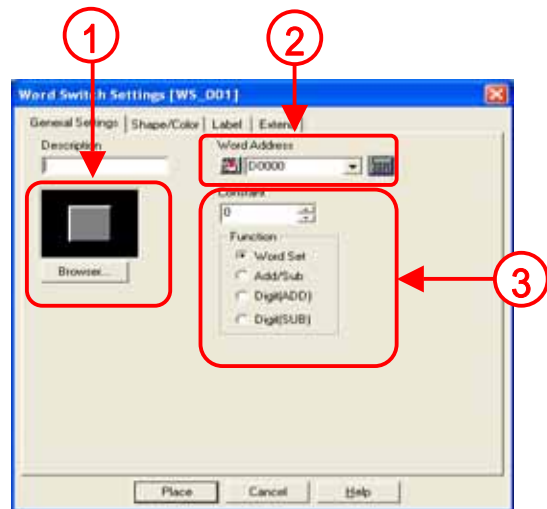 1
2
Word Switch Settings [WS_001]
General Settings Shape/Color Label Extend
Description
Word Address
D0000
Constant
0
Function
Browser...
Word Set
Add/Sub
Digit(ADD)
Digit(SUB)
3
Place Cancel Help